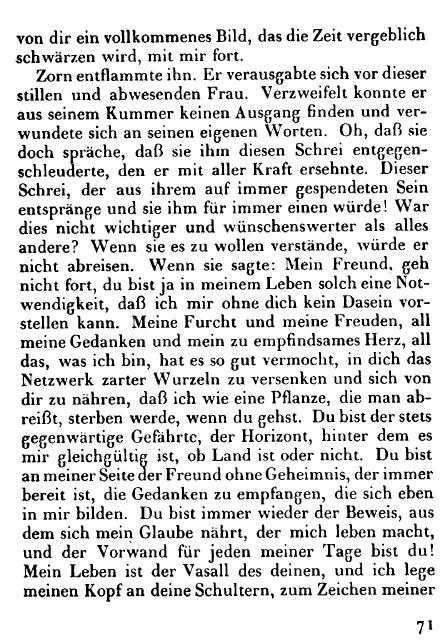 von dir ein vollkommenes Bild, das die Zeit vergeblich
schwärzen wird, mit mir fort.
Zorn entflammte ihn. Er verausgabte sich vor dieser
stillen und abwesenden Frau. Verzweifelt konnte er
aus seinem Kummer keinen Ausgang finden und ver-
wundete sich an seinen eigenen Worten. Oh, daß sie
doch spräche, daß sie ihm diesen Schrei entgegen-
schleuderte, den er mit aller Kraft ersehnte. Dieser
Schrei, der aus ihrem auf immer gespendeten Sein
entspränge und sie ihm für immer einen würde! War
dies nicht wichtiger und wünschenswerter als alles
andere? Wenn sie es zu wollen verstände, würde er
nicht abreisen. Wenn sie sagte: Mein Freund, geh
nicht fort, du bist ja in meinem Leben solch eine Not-
wendigkeit, daß ich mir ohne dich kein Dasein vor-
stellen kann. Meine Furcht und meine Freuden, all
meine Gedanken und mein zu empfindsames Herz, all
das, was ich bin, hat es so gut vermocht, in dich das
Netzwerk zarter Wurzeln zu versenken und sich von
dir zu nähren, daß ich wie eine Pflanze, die man ab-
reißt, sterben werde, wenn du gehst. Du bist der stets
gegenwärtige Gefährte, der Horizont, hinter dem es
mir gleichgültig ist, ob Land ist oder nicht. Du bist
an meiner Seite der Freund ohne Geheimnis, der immer
bereit ist, die Gedanken zu empfangen, die sich eben
in mir bilden. Du bist immer wieder der Beweis, aus
dem sich mein Glaube nährt, der mich leben macht,
und der Vorwand für jeden meiner Tage bist du!
Mein Leben ist der Vasall des deinen, und ich lege
meinen Kopf an deine Schultern, zum Zeichen meiner
71